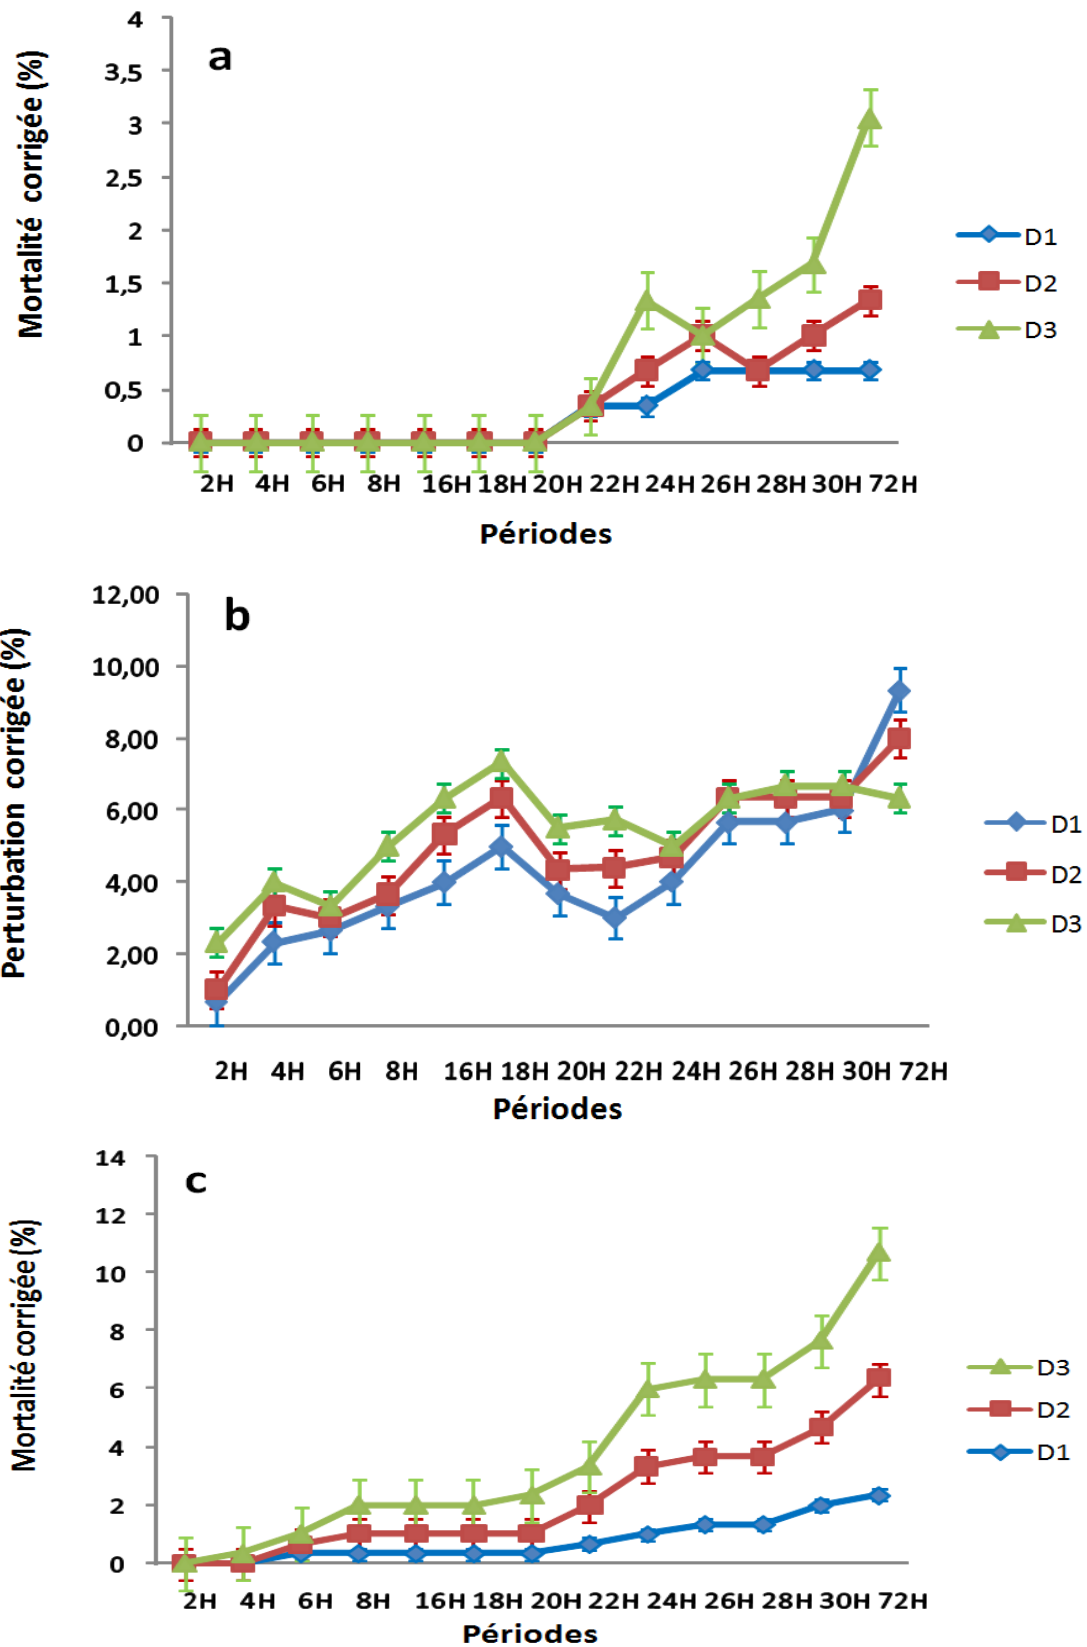 a
Mortalité corrigée (%)
4
3,5
3
2,5
2
1,5
1
0,5
0
2H 4H 6H 8H 16H 18H 20H 22H 24H 26H 28H 30H 72H
Périodes
D1
D2
D3
b
Perturbation corrigée (%)
12,00
10,00
8,00
6,00
4,00
2,00
0,00
2H 4H 6H 8H 16H 18H 20H 22H 24H 26H 28H 30H 72H
Périodes
D1
D2
D3
c
Mortalité corrigée (%)
14
12
10
8
6
4
2
0
2H 4H 6H 8H 16H 18H 20H 22H 24H 26H 28H 30H 72H
Périodes
D3
D2
D1